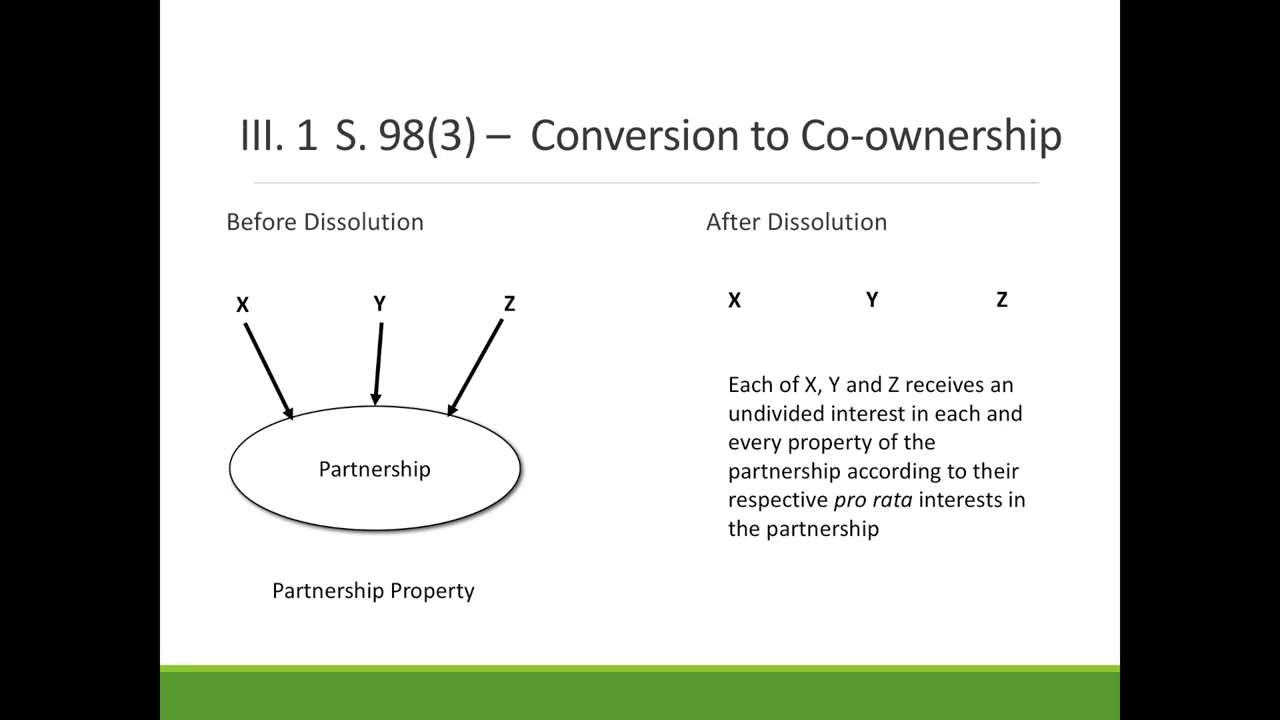 III. 1 S. 98(3) – Conversion to Co-ownership
Before Dissolution
X Y Z
Partnership
Partnership Property
After Dissolution
X Y Z
Each of X, Y and Z receives an
undivided interest in each and
every property of the
partnership according to their
respective pro rata interests in
the partnership